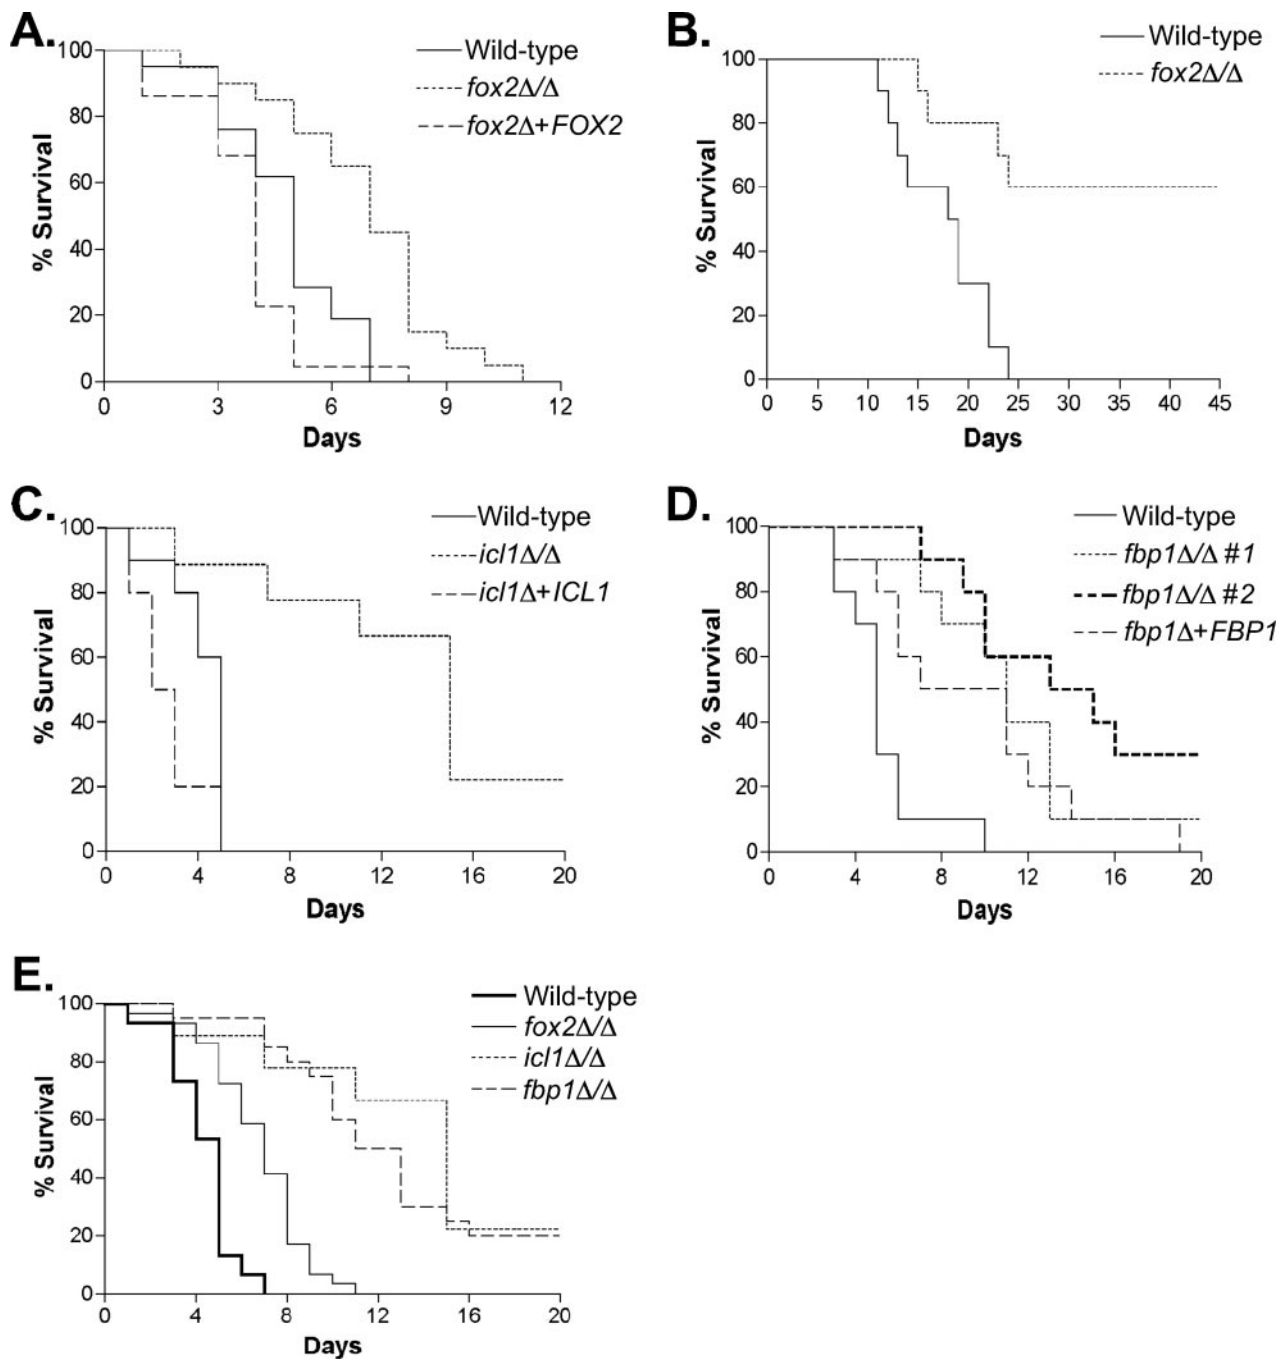 A.
Wild-type
fox2Δ/Δ
fox2Δ+FOX2
% Survival
100
80
60
40
20
0
0 3 6 9 12
Days
B.
Wild-type
fox2Δ/Δ
% Survival
100
80
60
40
20
0
0 5 10 15 20 25 30 35 40 45
Days
C.
Wild-type
icl1Δ/Δ
icl1Δ+ICL1
% Survival
100
80
60
40
20
0
0 4 8 12 16 20
Days
D.
Wild-type
fbp1Δ/Δ #1
fbp1Δ/Δ #2
fbp1Δ+FBP1
% Survival
100
80
60
40
20
0
0 4 8 12 16 20
Days
E.
Wild-type
fox2Δ/Δ
icl1Δ/Δ
fbp1Δ/Δ
% Survival
100
80
60
40
20
0
0 4 8 12 16 20
Days